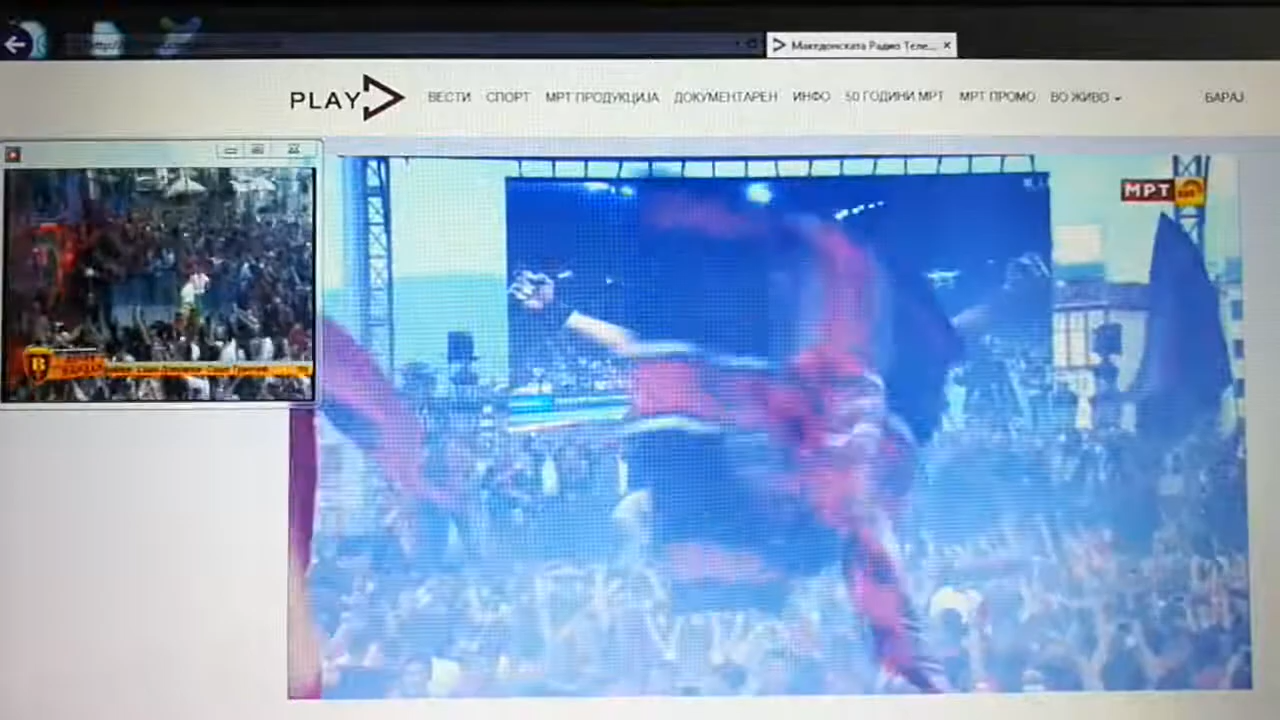 Македонската Радио Теле...
PLAY ВЕСТИ СПОРТ МРТ ПРОДУКЦИЈА ДОКУМЕНТАРЕН ИНФО 50 ГОДИНИ МРТ МРТ ПРОМО ВО ЖИВО БАРАЈ
МРТ
B